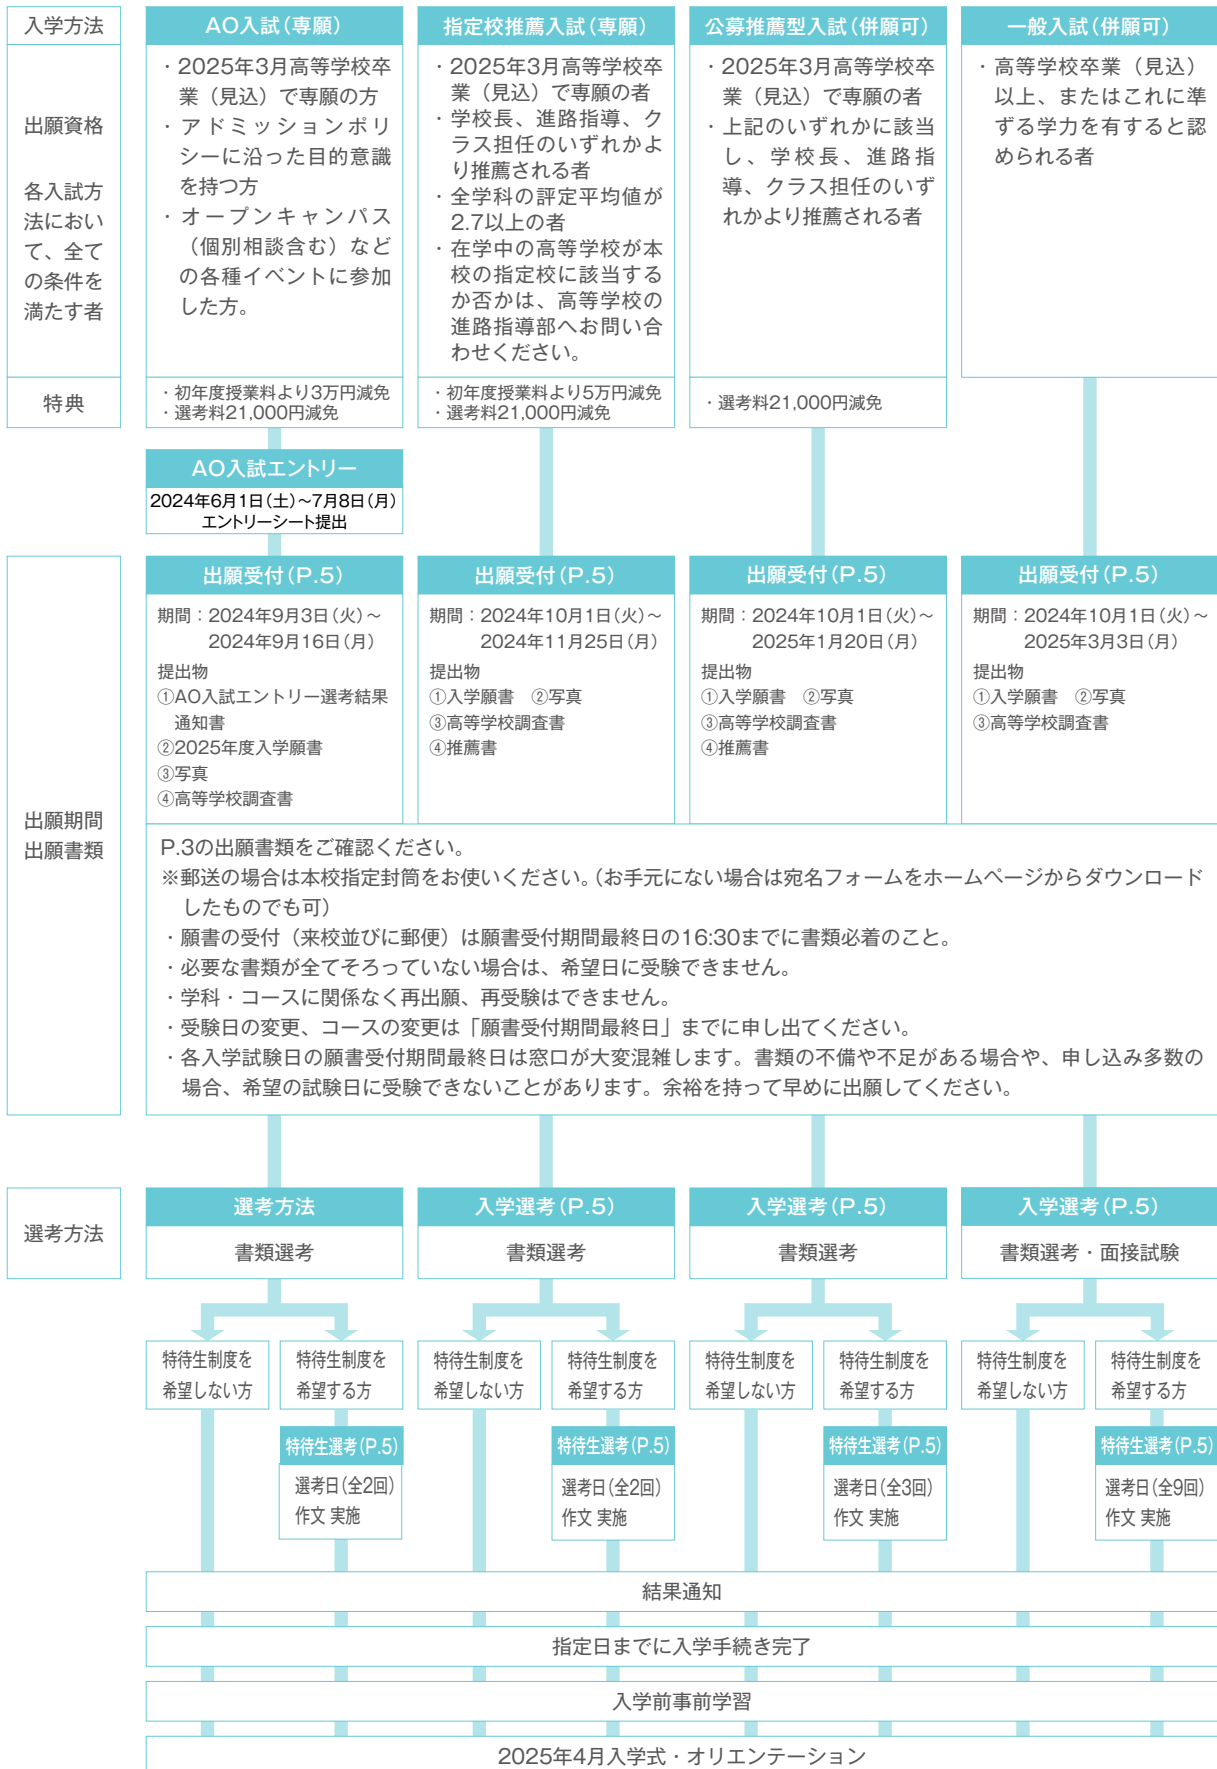 入学方法
AO入試（専願）
指定校推薦入試（専願）
公募推薦型入試（併願可）
一般入試（併願可）
出願資格
各入試方
法におい
て、全て
の条件を
満たす者
・2025年3月高等学校卒
業（見込）で専願の方
・アドミッションポリ
シーに沿った目的意識
を持つ方
・オープンキャンパス
（個別相談含む）など
の各種イベントに参加
した方。
・2025年3月高等学校卒
業（見込）で専願の者
・学校長、進路指導、ク
ラス担任のいずれかよ
り推薦される者
・全学科の評定平均値が
2.7以上の者
・在学中の高等学校が本
校の指定校に該当する
か否かは、高等学校の
進路指導部へお問い合
わせください。
・2025年3月高等学校卒
業（見込）で専願の者
・上記のいずれかに該当
し、学校長、進路指
導、クラス担任のいず
れかより推薦される者
・高等学校卒業（見込）
以上、またはこれに準
ずる学力を有すると認
められる者
特典
・初年度授業料より3万円減免
・選考料21,000円減免
・初年度授業料より5万円減免
・選考料21,000円減免
・選考料21,000円減免
AO入試エントリー
2024年6月1日（土）～7月8日（月）
エントリーシート提出
出願期間
出願書類
出願受付（P.5）
期間：2024年9月3日（火）～
2024年9月16日（月）
提出物
①AO入試エントリー選考結果
通知書
②2025年度入学願書
③写真
④高等学校調査書
出願受付（P.5）
期間：2024年10月1日（火）～
2024年11月25日（月）
提出物
①入学願書　②写真
③高等学校調査書
④推薦書
出願受付（P.5）
期間：2024年10月1日（火）～
2025年1月20日（月）
提出物
①入学願書　②写真
③高等学校調査書
④推薦書
出願受付（P.5）
期間：2024年10月1日（火）～
2025年3月3日（月）
提出物
①入学願書　②写真
③高等学校調査書
P.3の出願書類をご確認ください。
※郵送の場合は本校指定封筒をお使いください。（お手元にない場合は宛名フォームをホームページからダウンロード
したものでも可）
・願書の受付（来校並びに郵便）は願書受付期間最終日の16:30までに書類必着のこと。
・必要な書類が全てそろっていない場合は、希望日に受験できません。
・学科・コースに関係なく再出願、再受験はできません。
・受験日の変更、コースの変更は「願書受付期間最終日」までに申し出てください。
・各入学試験日の願書受付期間最終日は窓口が大変混雑します。書類の不備や不足がある場合や、申し込み多数の
場合、希望の試験日に受験できないことがあります。余裕を持って早めに出願してください。
選考方法
選考方法
書類選考
入学選考（P.5）
書類選考
入学選考（P.5）
書類選考
入学選考（P.5）
書類選考・面接試験
特待生制度を
希望しない方
特待生制度を
希望する方
特待生制度を
希望しない方
特待生制度を
希望する方
特待生制度を
希望しない方
特待生制度を
希望する方
特待生制度を
希望しない方
特待生制度を
希望する方
特待生選考（P.5）
選考日（全2回）
作文 実施
特待生選考（P.5）
選考日（全2回）
作文 実施
特待生選考（P.5）
選考日（全3回）
作文 実施
特待生選考（P.5）
選考日（全9回）
作文 実施
結果通知
指定日までに入学手続き完了
入学前事前学習
2025年4月入学式・オリエンテーション